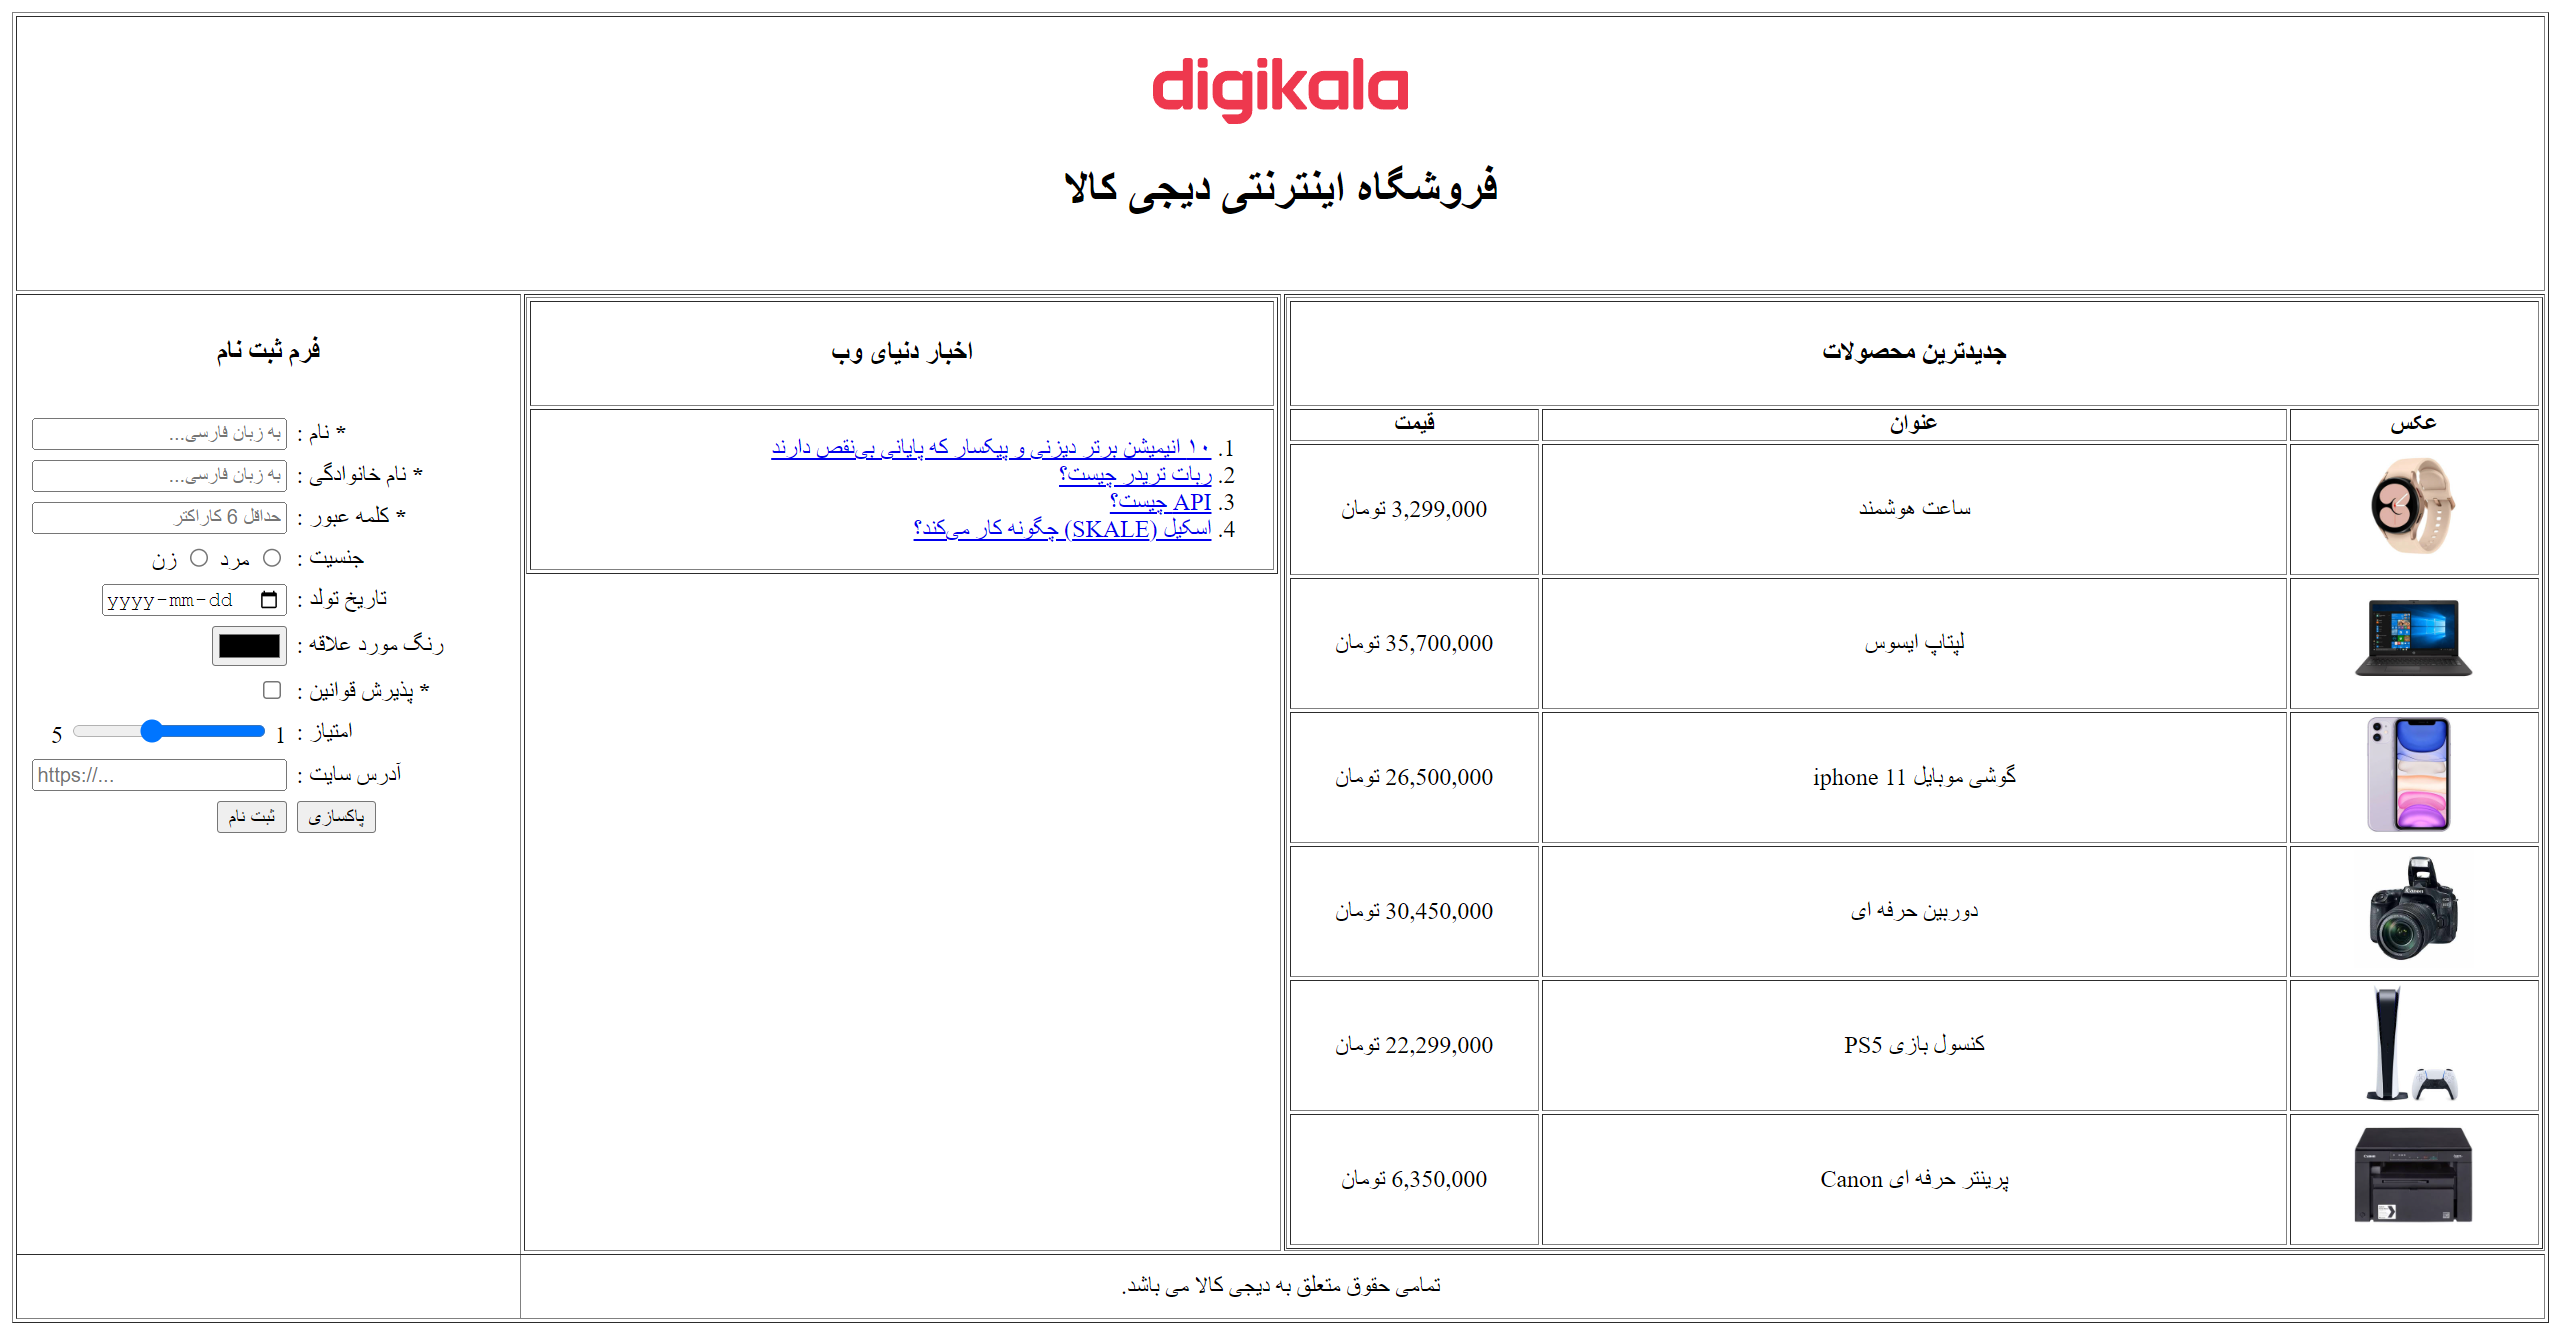 digikala
فروشگاه اینترنتی دیجی کالا
جدیدترین محصولات
عکس
عنوان
قیمت
ساعت هوشمند
3,299,000 تومان
لپتاپ ایسوس
35,700,000 تومان
گوشی موبایل iphone 11
26,500,000 تومان
دوربین حرفه ای
30,450,000 تومان
کنسول بازی PS5
22,299,000 تومان
پرینتر حرفه ای Canon
6,350,000 تومان
اخبار دنیای وب
1. ۱۰ انیمیشن برتر دیزنی و پیکسار که پایانی بی‌نقص دارند
2. ربات تریدر چیست؟
3. API چیست؟
4. اسکیل (SKALE) چگونه کار می‌کند؟
فرم ثبت نام
* نام :
به زبان فارسی...
* نام خانوادگی :
به زبان فارسی...
* کلمه عبور :
حداقل 6 کاراکتر
جنسیت : مرد زن
تاریخ تولد :
yyyy-mm-dd
رنگ مورد علاقه :
* پذیرش قوانین :
امتیاز : 1 5
آدرس سایت :
https://...
پاکسازی
ثبت نام
تمامی حقوق متعلق به دیجی کالا می باشد.